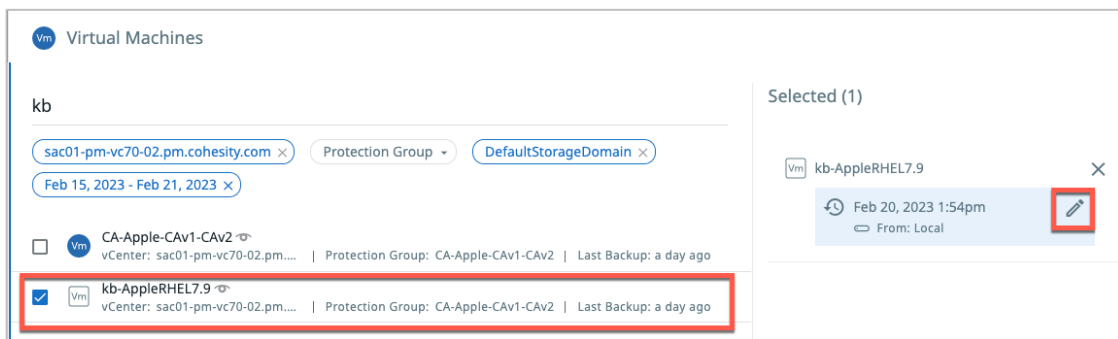 Vm Virtual Machines
kb
sac01-pm-vc70-02.pm.cohesity.com × Protection Group DefaultStorageDomain ×
Feb 15, 2023 - Feb 21, 2023 ×
Vm CA-Apple-CAv1-CAv2
vCenter: sac01-pm-vc70-02.pm.... | Protection Group: CA-Apple-CAv1-CAv2 | Last Backup: a day ago
Vm kb-AppleRHEL7.9
vCenter: sac01-pm-vc70-02.pm.... | Protection Group: CA-Apple-CAv1-CAv2 | Last Backup: a day ago
Selected (1)
Vm kb-AppleRHEL7.9
Feb 20, 2023 1:54pm
From: Local